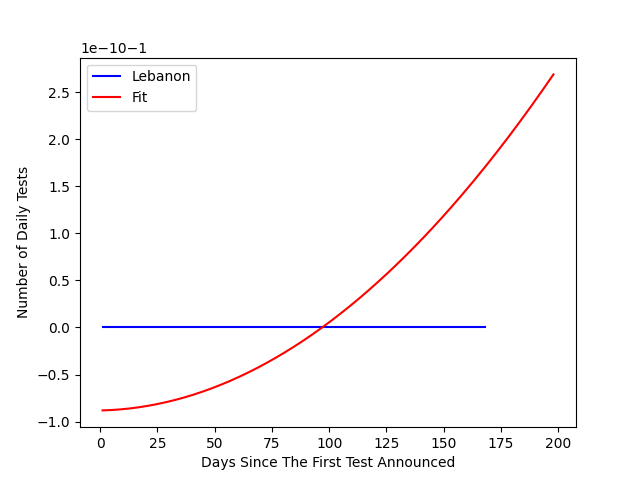 1e−10−1
Lebanon
Fit
2.5
2.0
1.5
1.0
0.5
0.0
−0.5
−1.0
Number of Daily Tests
0 25 50 75 100 125 150 175 200
Days Since The First Test Announced